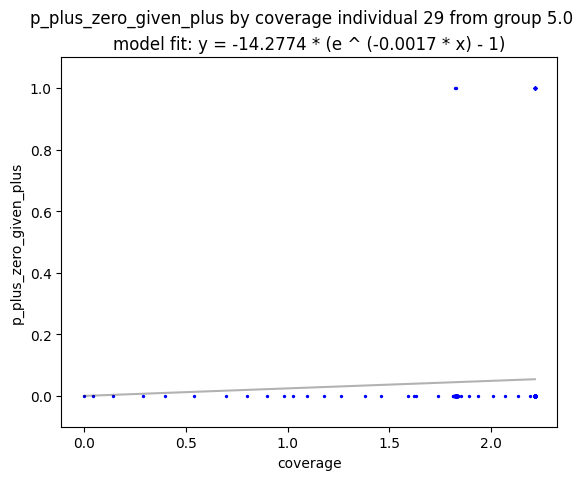 p_plus_zero_given_plus by coverage individual 29 from group 5.0
model fit: y = -14.2774 * (e ^ (-0.0017 * x) - 1)
1.0
0.8
0.6
0.4
0.2
0.0
p_plus_zero_given_plus
0.0 0.5 1.0 1.5 2.0
coverage